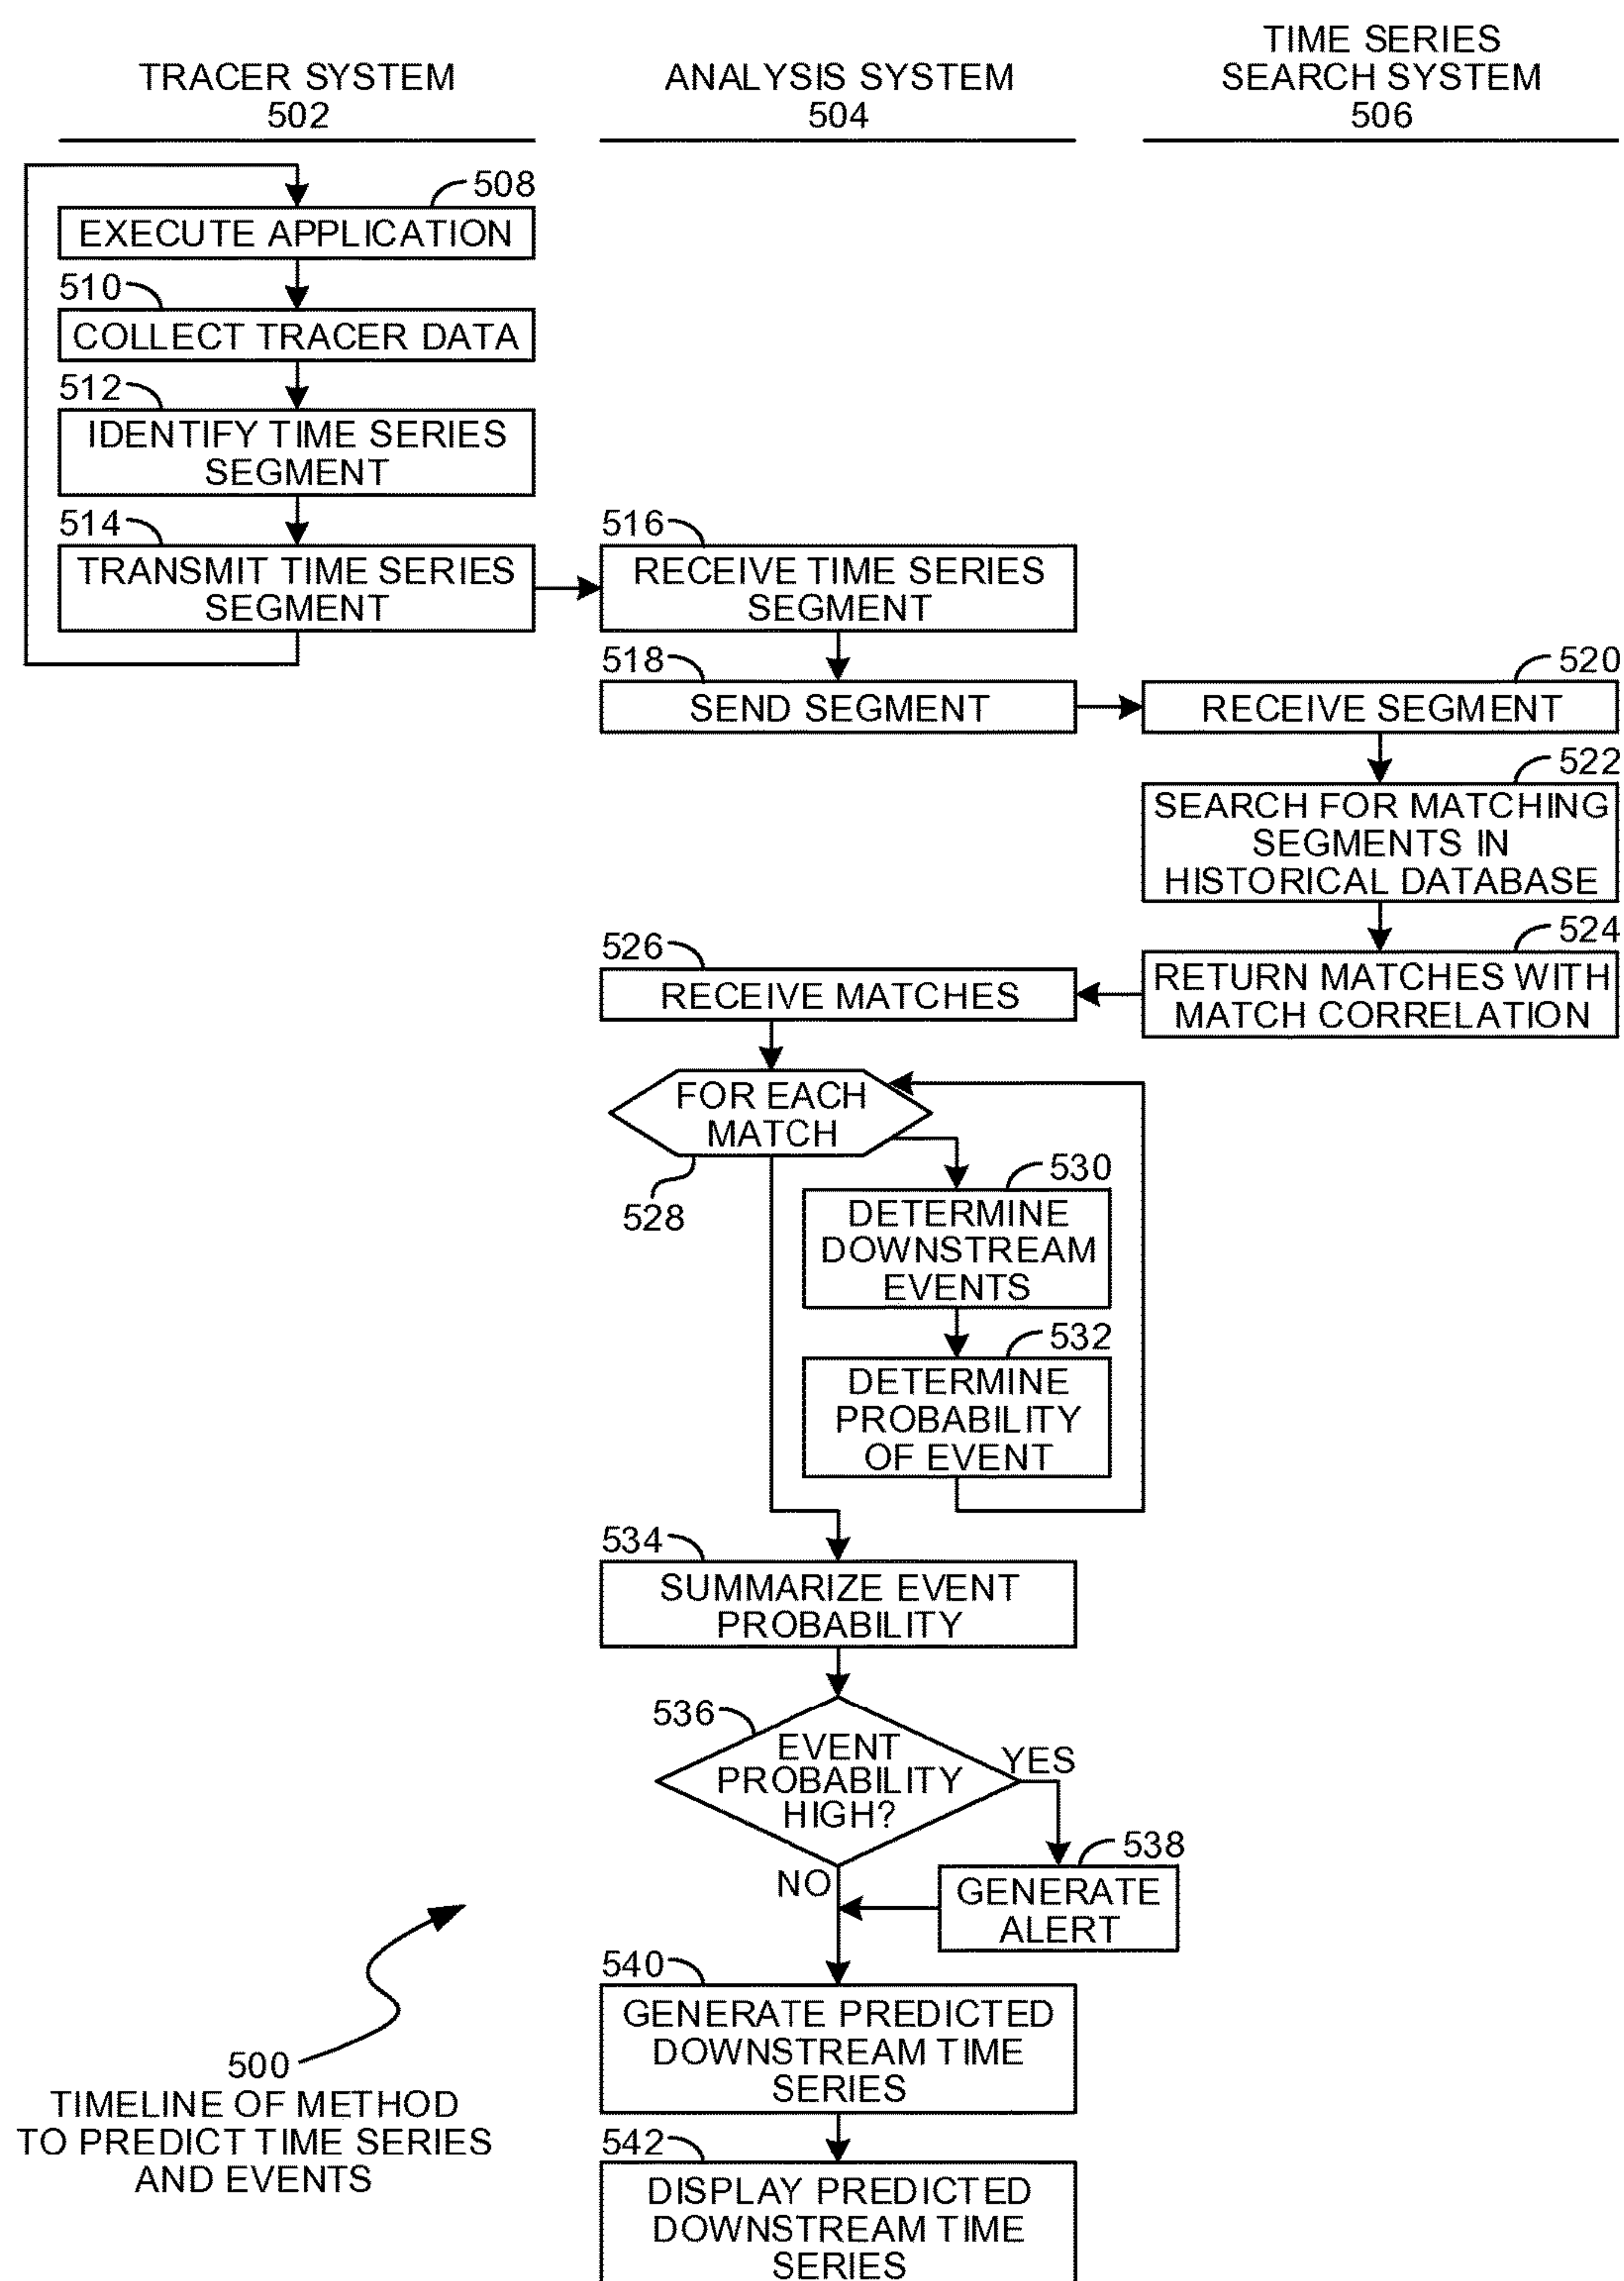 TRACER SYSTEM
502
ANALYSIS SYSTEM
504
TIME SERIES
SEARCH SYSTEM
506
508
EXECUTE APPLICATION
510
COLLECT TRACER DATA
512
IDENTIFY TIME SERIES
SEGMENT
514
TRANSMIT TIME SERIES
SEGMENT
516
RECEIVE TIME SERIES
SEGMENT
518
SEND SEGMENT
520
RECEIVE SEGMENT
522
SEARCH FOR MATCHING
SEGMENTS IN
HISTORICAL DATABASE
524
RETURN MATCHES WITH
MATCH CORRELATION
526
RECEIVE MATCHES
FOR EACH
MATCH
528
530
DETERMINE
DOWNSTREAM
EVENTS
532
DETERMINE
PROBABILITY
OF EVENT
534
SUMMARIZE EVENT
PROBABILITY
536
EVENT
PROBABILITY
HIGH?
YES
NO
538
GENERATE
ALERT
540
GENERATE PREDICTED
DOWNSTREAM TIME
SERIES
542
DISPLAY PREDICTED
DOWNSTREAM TIME
SERIES
500
TIMELINE OF METHOD
TO PREDICT TIME SERIES
AND EVENTS